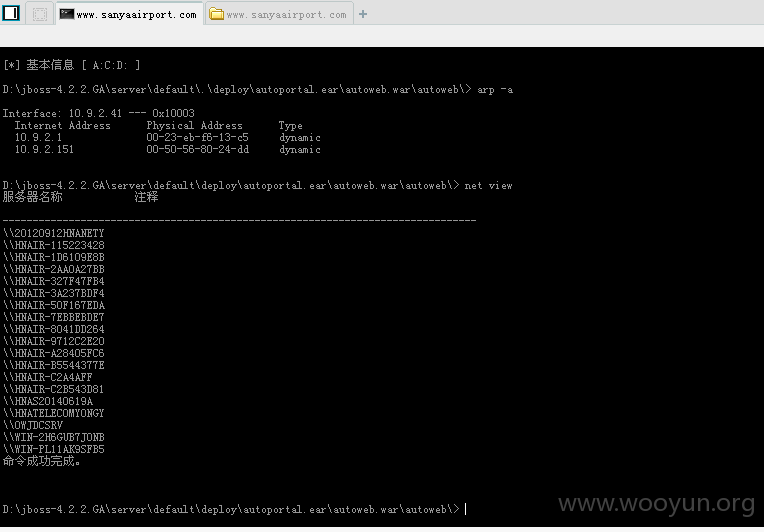 www.sanyaairport.com www.sanyaairport.com
[*] 基本信息 [ A:C:D: ]
D:\jboss-4.2.2.GA\server\default\.\deploy\autoportal.ear\autoweb.war\autoweb\> arp -a
Interface: 10.9.2.41 --- 0x10003
Internet Address Physical Address Type
10.9.2.1 00-23-eb-f6-13-c5 dynamic
10.9.2.151 00-50-56-80-24-dd dynamic
D:\jboss-4.2.2.GA\server\default\deploy\autoportal.ear\autoweb.war\autoweb\> net view
服务器名称 注释
-------------------------------------------------------------------------------
\\20120912HNANETY
\\HNAIR-115223428
\\HNAIR-1D6109E8B
\\HNAIR-2AA0A27BB
\\HNAIR-327F47FB4
\\HNAIR-3A237BDF4
\\HNAIR-50F167EDA
\\HNAIR-7EBBEBDE7
\\HNAIR-8041DD264
\\HNAIR-9712C2E20
\\HNAIR-A28405FC6
\\HNAIR-B5544377E
\\HNAIR-C2A4AFF
\\HNAIR-C2B543D81
\\HNAS20140619A
\\HNATELECOMYONGY
\\OWJDCSRV
\\WIN-2H6GUB7JONB
\\WIN-PL11AK9SFB5
命令成功完成。
D:\jboss-4.2.2.GA\server\default\deploy\autoportal.ear\autoweb.war\autoweb\>
www.wooyun.org